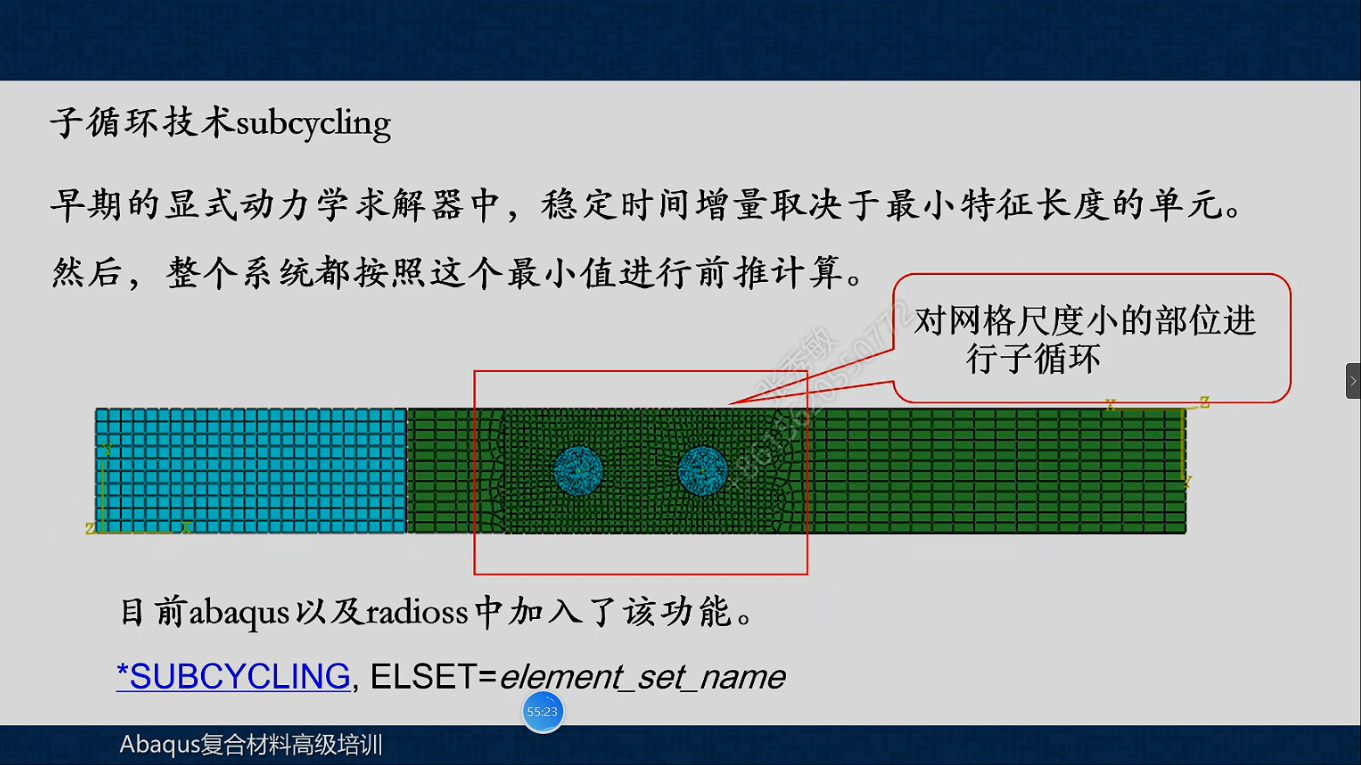 子循环技术subcycling
早期的显式动力学求解器中，稳定时间增量取决于最小特征长度的单元。
然后，整个系统都按照这个最小值进行前推计算。
对网格尺度小的部位进
行子循环
张秀敏
+8613620550772
Y
Z
X
Y
Z
Y
目前abaqus以及radioss中加入了该功能。
*SUBCYCLING, ELSET=element_set_name
55:23
Abaqus复合材料高级培训